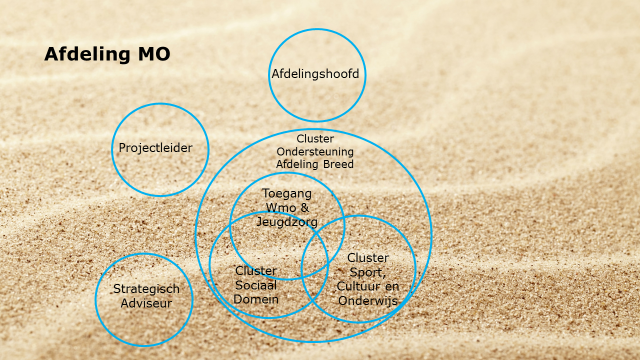 Afdeling MO
Afdelingshoofd
Projectleider
Cluster
Ondersteuning
Afdeling Breed
Toegang
Wmo &
Jeugdzorg
Cluster
Sociaal
Domein
Cluster
Sport,
Cultuur en
Onderwijs
Strategisch
Adviseur